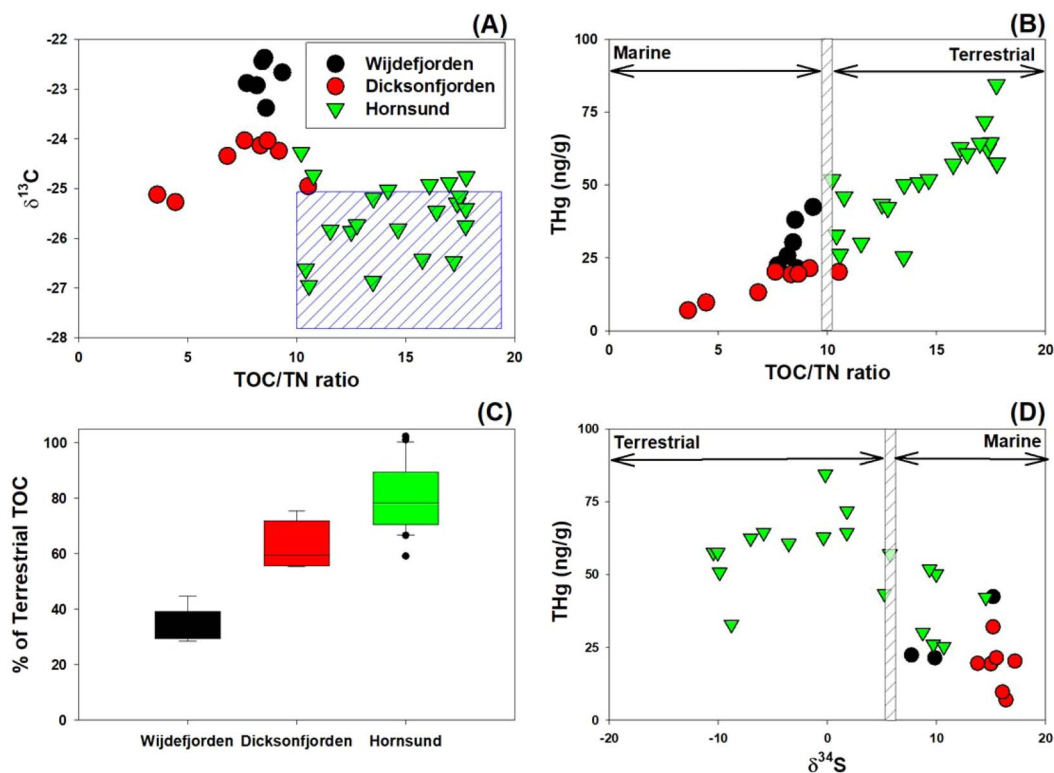 (A)
-22
-23
-24
-25
-26
-27
-28
δ13C
Wijdefjorden
Dicksonfjorden
Hornsund
0 5 10 15 20
TOC/TN ratio
(B)
100
75
50
25
0
THg (ng/g)
Marine
Terrestrial
0 5 10 15 20
TOC/TN ratio
(C)
100
80
60
40
20
0
% of Terrestrial TOC
Wijdefjorden Dicksonfjorden Hornsund
(D)
100
75
50
25
0
THg (ng/g)
Terrestrial
Marine
-20 -10 0 10 20
δ34S